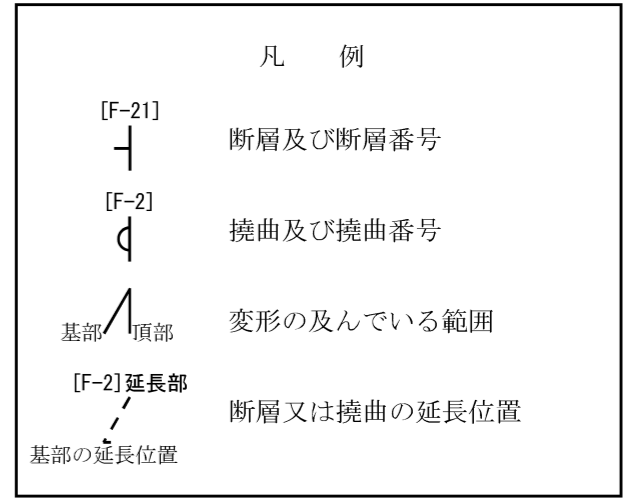 凡　例
[F-21]
断層及び断層番号
[F-2]
撓曲及び撓曲番号
基部 頂部
変形の及んでいる範囲
[F-2]延長部
断層又は撓曲の延長位置
基部の延長位置